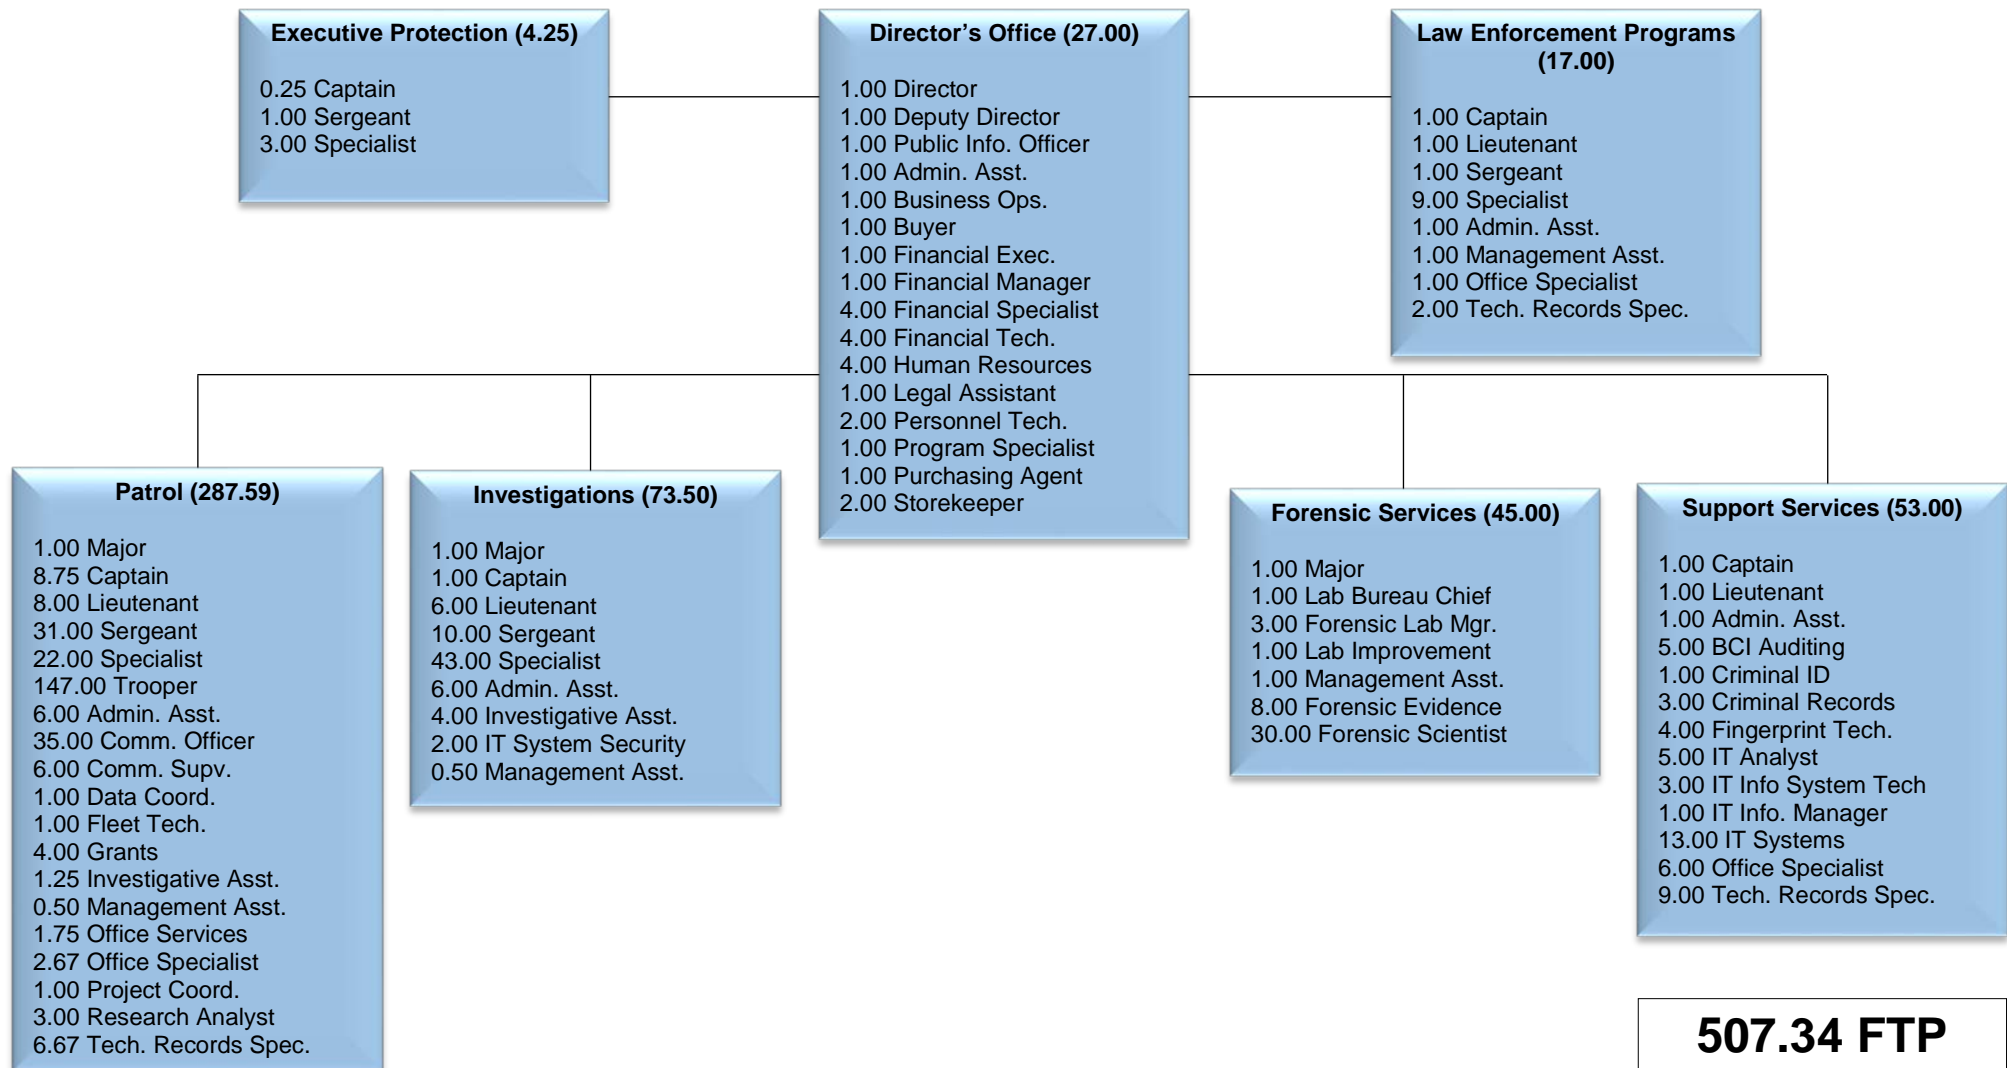 Executive Protection (4.25)
0.25 Captain
1.00 Sergeant
3.00 Specialist
Director’s Office (27.00)
1.00 Director
1.00 Deputy Director
1.00 Public Info. Officer
1.00 Admin. Asst.
1.00 Business Ops.
1.00 Buyer
1.00 Financial Exec.
1.00 Financial Manager
4.00 Financial Specialist
4.00 Financial Tech.
4.00 Human Resources
1.00 Legal Assistant
2.00 Personnel Tech.
1.00 Program Specialist
1.00 Purchasing Agent
2.00 Storekeeper
Law Enforcement Programs
(17.00)
1.00 Captain
1.00 Lieutenant
1.00 Sergeant
9.00 Specialist
1.00 Admin. Asst.
1.00 Management Asst.
1.00 Office Specialist
2.00 Tech. Records Spec.
Patrol (287.59)
1.00 Major
8.75 Captain
8.00 Lieutenant
31.00 Sergeant
22.00 Specialist
147.00 Trooper
6.00 Admin. Asst.
35.00 Comm. Officer
6.00 Comm. Supv.
1.00 Data Coord.
1.00 Fleet Tech.
4.00 Grants
1.25 Investigative Asst.
0.50 Management Asst.
1.75 Office Services
2.67 Office Specialist
1.00 Project Coord.
3.00 Research Analyst
6.67 Tech. Records Spec.
Investigations (73.50)
1.00 Major
1.00 Captain
6.00 Lieutenant
10.00 Sergeant
43.00 Specialist
6.00 Admin. Asst.
4.00 Investigative Asst.
2.00 IT System Security
0.50 Management Asst.
Forensic Services (45.00)
1.00 Major
1.00 Lab Bureau Chief
3.00 Forensic Lab Mgr.
1.00 Lab Improvement
1.00 Management Asst.
8.00 Forensic Evidence
30.00 Forensic Scientist
Support Services (53.00)
1.00 Captain
1.00 Lieutenant
1.00 Admin. Asst.
5.00 BCI Auditing
1.00 Criminal ID
3.00 Criminal Records
4.00 Fingerprint Tech.
5.00 IT Analyst
3.00 IT Info System Tech
1.00 IT Info. Manager
13.00 IT Systems
6.00 Office Specialist
9.00 Tech. Records Spec.
507.34 FTP